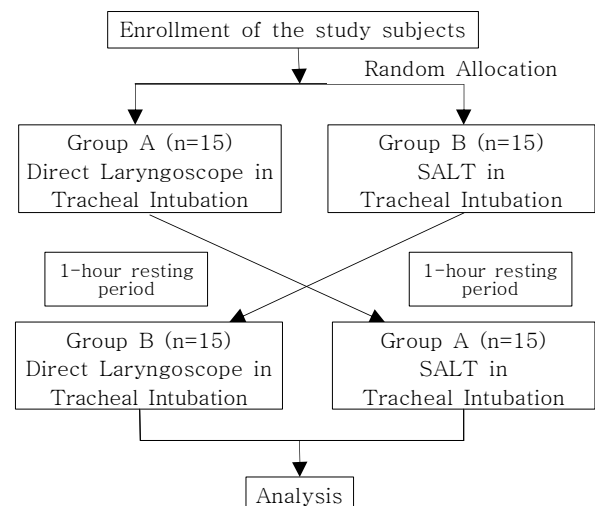 Enrollment of the study subjects
Random Allocation
Group A (n=15)
Direct Laryngoscope in
Tracheal Intubation
Group B (n=15)
SALT in
Tracheal Intubation
1-hour resting
period
1-hour resting
period
Group B (n=15)
Direct Laryngoscope in
Tracheal Intubation
Group A (n=15)
SALT in
Tracheal Intubation
Analysis